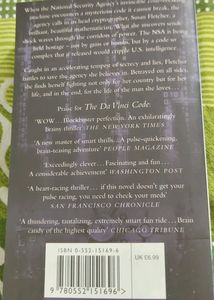 When the National Security Agency's invincible code-breaking
machine encounters a mysterious code it cannot break, the
agency calls in its head cryptographer, Susan Fletcher, a
brilliant, beautiful mathematician. What she uncovers sends
shock waves through the corridors of power. The NSA is being
held hostage – not by guns or bombs, but by a code so
complex that if released would cripple U.S. intelligence.
Caught in an accelerating tempest of secrecy and lies, Fletcher
battles to save the agency she believes in. Betrayed on all sides,
she finds herself fighting not only for her country but for her
life, and in the end, for the life of the man she loves...
Praise for The Da Vinci Code:
'WOW... Blockbuster perfection. An exhilaratingly
brainy thriller' THE NEW YORK TIMES
'A new master of smart thrills... A pulse-quickening,
brain-teasing adventure' PEOPLE MAGAZINE
'Exceedingly clever... Fascinating and fun...
A considerable achievement' WASHINGTON POST
'A heart-racing thriller... if this novel doesn't get your
pulse racing, you need to check your meds'
SAN FRANCISCO CHRONICLE
'A thundering, tantalizing, extremely smart fun ride... Brain
candy of the highest quality' CHICAGO TRIBUNE
ISBN 0-552-15169-6
UK £6.99
9 780552 151696